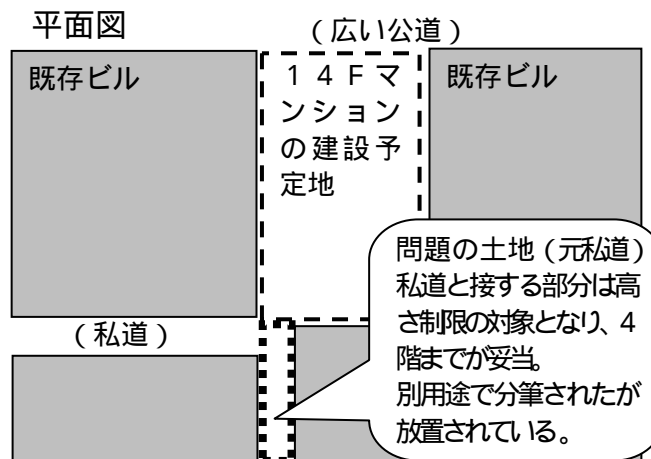 平面図
(広い公道)
既存ビル
14Fマ
ンション
の建設予
定地
既存ビル
問題の土地(元私道)
私道と接する部分は高
さ制限の対象となり、4
階までが妥当。
別用途で分筆されたが
放置されている。
(私道)